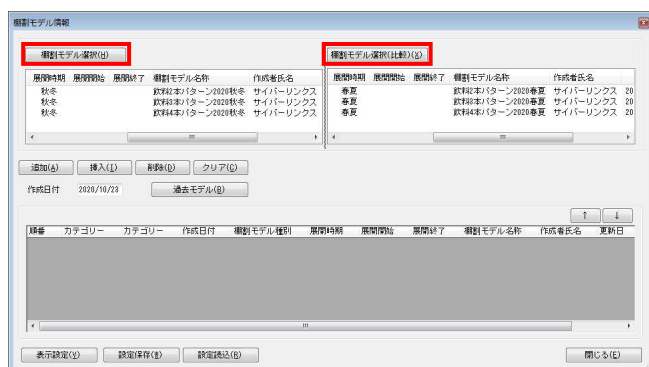 棚割モデル情報
棚割モデル選択(H)
棚割モデル選択(比較)(X)
展開時期 展開開始 展開終了 棚割モデル名称 作成者氏名
秋冬 飲料2本パターン2020秋冬 サイバーリンクス
秋冬 飲料3本パターン2020秋冬 サイバーリンクス
秋冬 飲料4本パターン2020秋冬 サイバーリンクス
展開時期 展開開始 展開終了 棚割モデル名称 作成者氏名
春夏 飲料2本パターン2020春夏 サイバーリンクス 20
春夏 飲料3本パターン2020春夏 サイバーリンクス 20
春夏 飲料4本パターン2020春夏 サイバーリンクス 20
追加(A) 挿入(I) 削除(D) クリア(C)
作成日付 2020/10/23 過去モデル(B)
↑ ↓
順番 カテゴリー カテゴリー 作成日付 棚割モデル種別 展開時期 展開開始 展開終了 棚割モデル名称 作成者氏名 更新日
表示設定(V) 設定保存(W) 設定読込(R) 閉じる(E)